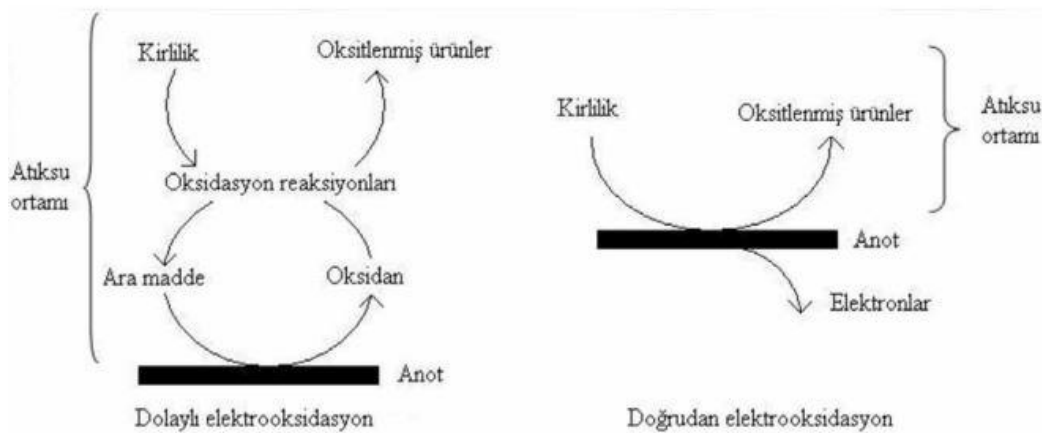 Kirlilik
Oksitlenmiş ürünler
Atıksu
ortamı
Oksidasyon reaksiyonları
Ara madde
Oksidan
Anot
Dolaylı elektrooksidasyon
Kirlilik
Oksitlenmiş ürünler
Atıksu
ortamı
Anot
Elektronlar
Doğrudan elektrooksidasyon